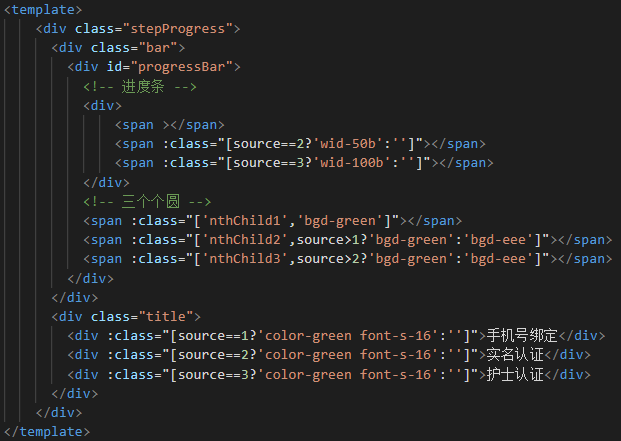 <template>
<div class="stepProgress">
<div class="bar">
<div id="progressBar">
<!-- 进度条 -->
<div>
<span ></span>
<span :class="[source==2?'wid-50b':'']"></span>
<span :class="[source==3?'wid-100b':'']"></span>
</div>
<!-- 三个个圆 -->
<span :class="['nthChild1','bgd-green']"></span>
<span :class="['nthChild2',source>1?'bgd-green':'bgd-eee']"></span>
<span :class="['nthChild3',source>2?'bgd-green':'bgd-eee']"></span>
</div>
</div>
<div class="title">
<div :class="[source==1?'color-green font-s-16':'']">手机号绑定</div>
<div :class="[source==2?'color-green font-s-16':'']">实名认证</div>
<div :class="[source==3?'color-green font-s-16':'']">护士认证</div>
</div>
</div>
</template>